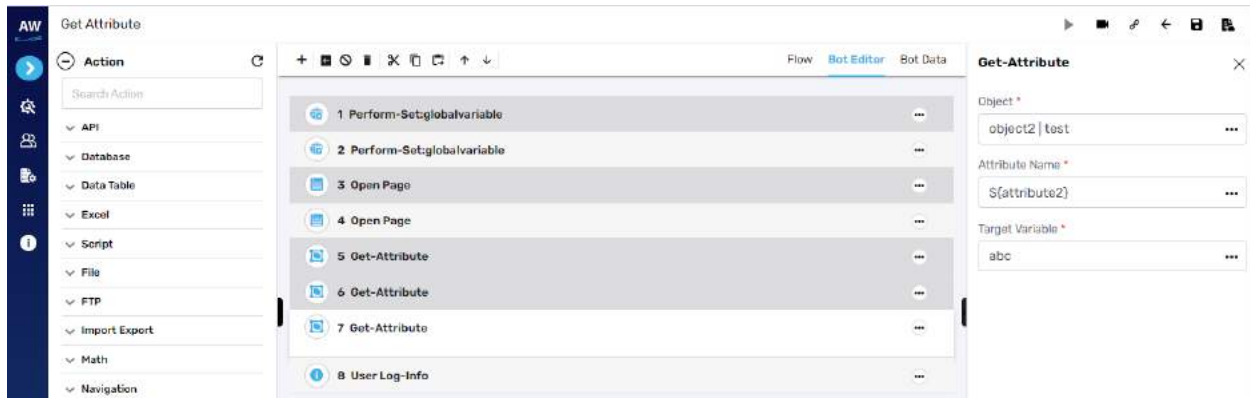 AW
Get Attribute
Action
Search Action
API
Database
Data Table
Excel
Script
File
FTP
Import Export
Math
Navigation
Flow Bot Editor Bot Data
1 Perform-Set:globalvariable
2 Perform-Set:globalvariable
3 Open Page
4 Open Page
5 Get-Attribute
6 Get-Attribute
7 Get-Attribute
8 User Log-Info
Get-Attribute
Object *
object2 | test
Attribute Name *
${attribute2}
Target Variable *
abc